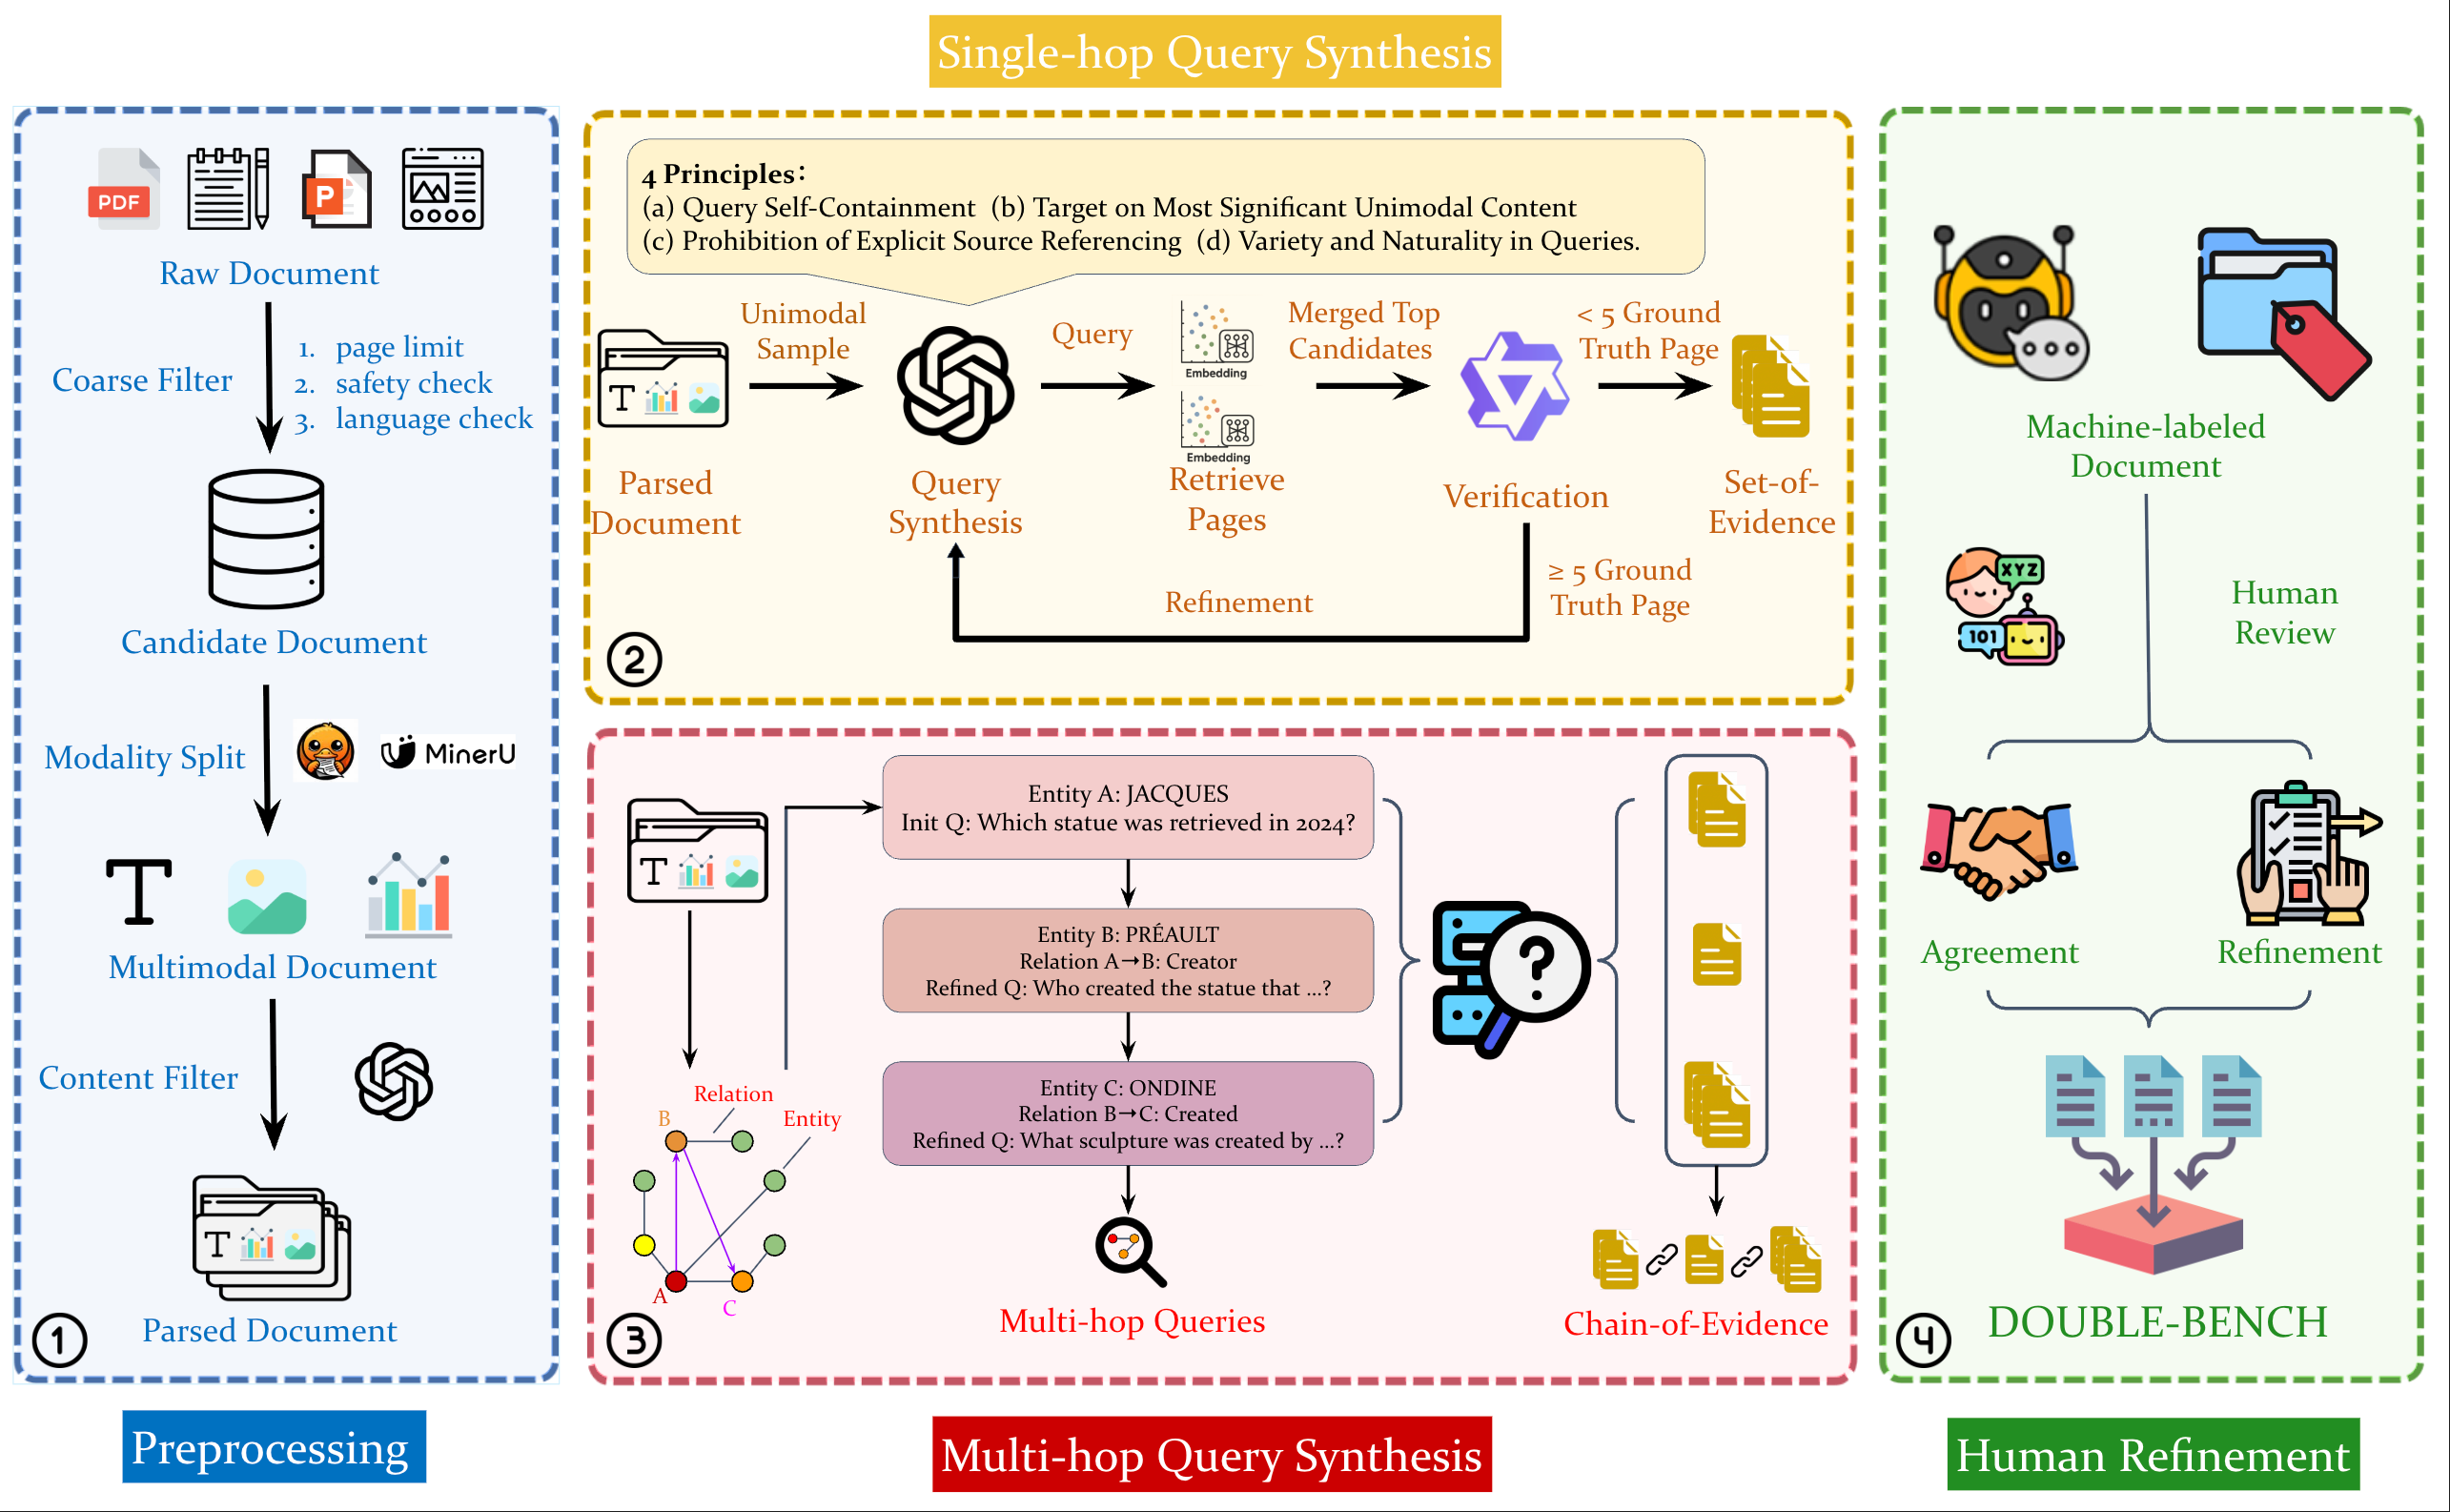 Single-hop Query Synthesis
PDF
P
Raw Document
Coarse Filter
1. page limit
2. safety check
3. language check
Candidate Document
Modality Split
MinerU
T
Multimodal Document
Content Filter
T
Parsed Document
1
Preprocessing
4 Principles:
(a) Query Self-Containment (b) Target on Most Significant Unimodal Content
(c) Prohibition of Explicit Source Referencing (d) Variety and Naturality in Queries.
T
Parsed
Document
Unimodal
Sample
Query
Synthesis
Query
Embedding
Embedding
Retrieve
Pages
Merged Top
Candidates
Verification
< 5 Ground
Truth Page
Set-of-
Evidence
≥ 5 Ground
Truth Page
Refinement
2
T
Relation
Entity
B
A
C
Entity A: JACQUES
Init Q: Which statue was retrieved in 2024?
Entity B: PRÉAULT
Relation A→B: Creator
Refined Q: Who created the statue that ...?
Entity C: ONDINE
Relation B→C: Created
Refined Q: What sculpture was created by ...?
?
Multi-hop Queries
Chain-of-Evidence
3
Multi-hop Query Synthesis
Machine-labeled
Document
XYZ
101
Human
Review
Agreement
Refinement
DOUBLE-BENCH
4
Human Refinement